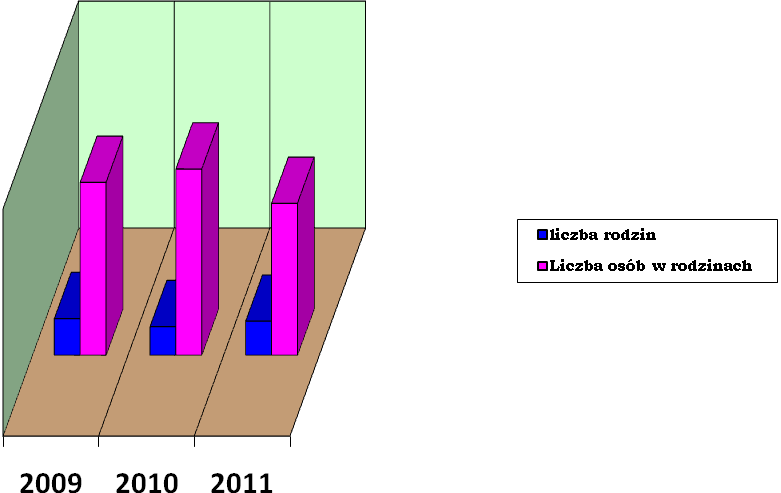 liczba rodzin
Liczba osób w rodzinach
2009 2010 2011